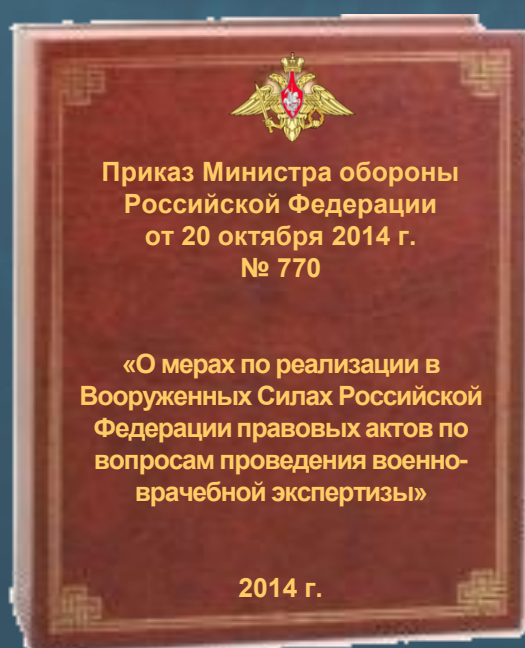 Приказ Министра обороны
Российской Федерации
от 20 октября 2014 г.
№ 770
«О мерах по реализации в
Вооруженных Силах Российской
Федерации правовых актов по
вопросам проведения военно-
врачебной экспертизы»
2014 г.